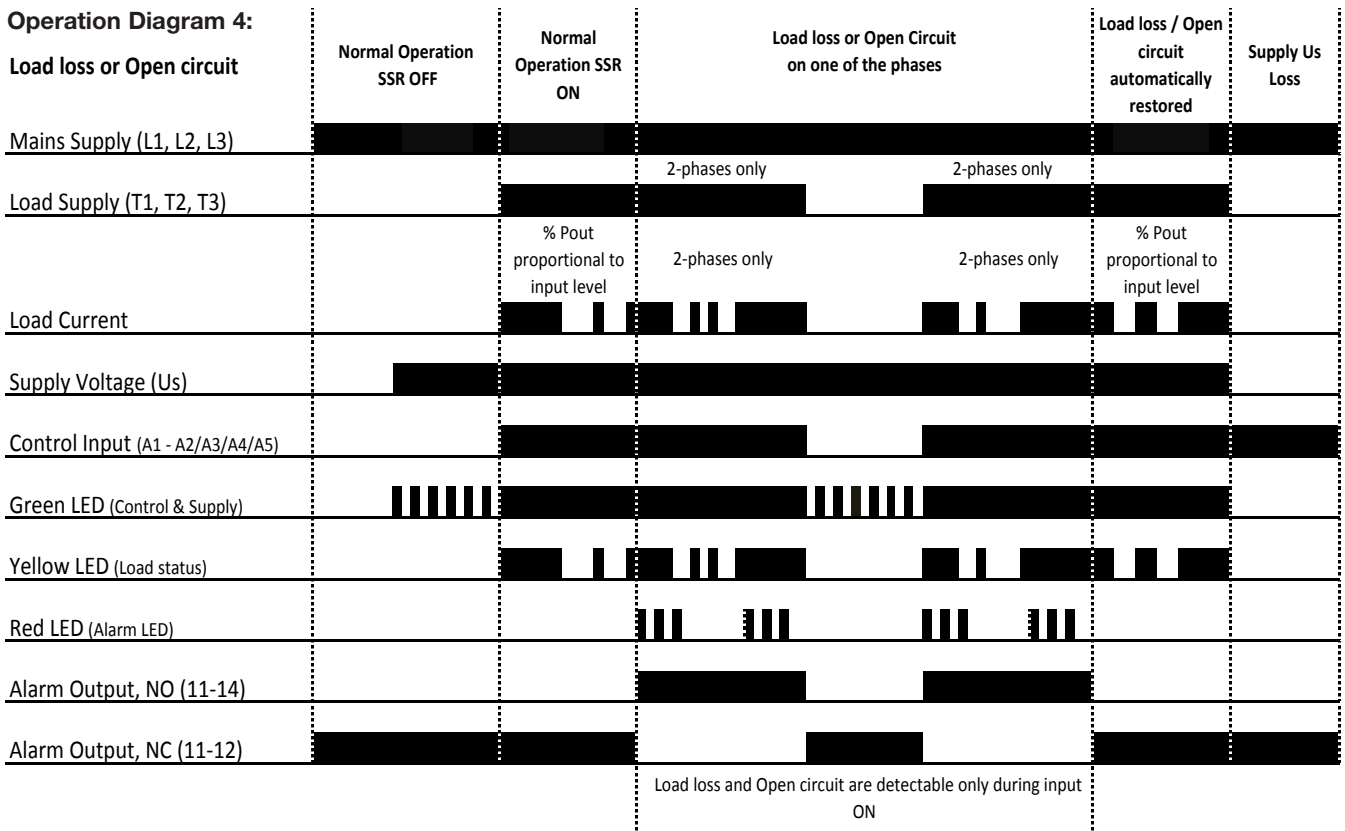 Operation Diagram 4:
Load loss or Open circuit
Normal Operation
SSR OFF
Normal
Operation SSR
ON
Load loss or Open Circuit
on one of the phases
Load loss / Open
circuit
automatically
restored
Supply Us
Loss
Mains Supply (L1, L2, L3)
2-phases only
2-phases only
Load Supply (T1, T2, T3)
% Pout
proportional to
input level
2-phases only
2-phases only
% Pout
proportional to
input level
Load Current
Supply Voltage (Us)
Control Input (A1 - A2/A3/A4/A5)
Green LED (Control & Supply)
Yellow LED (Load status)
Red LED (Alarm LED)
Alarm Output, NO (11-14)
Alarm Output, NC (11-12)
Load loss and Open circuit are detectable only during input
ON